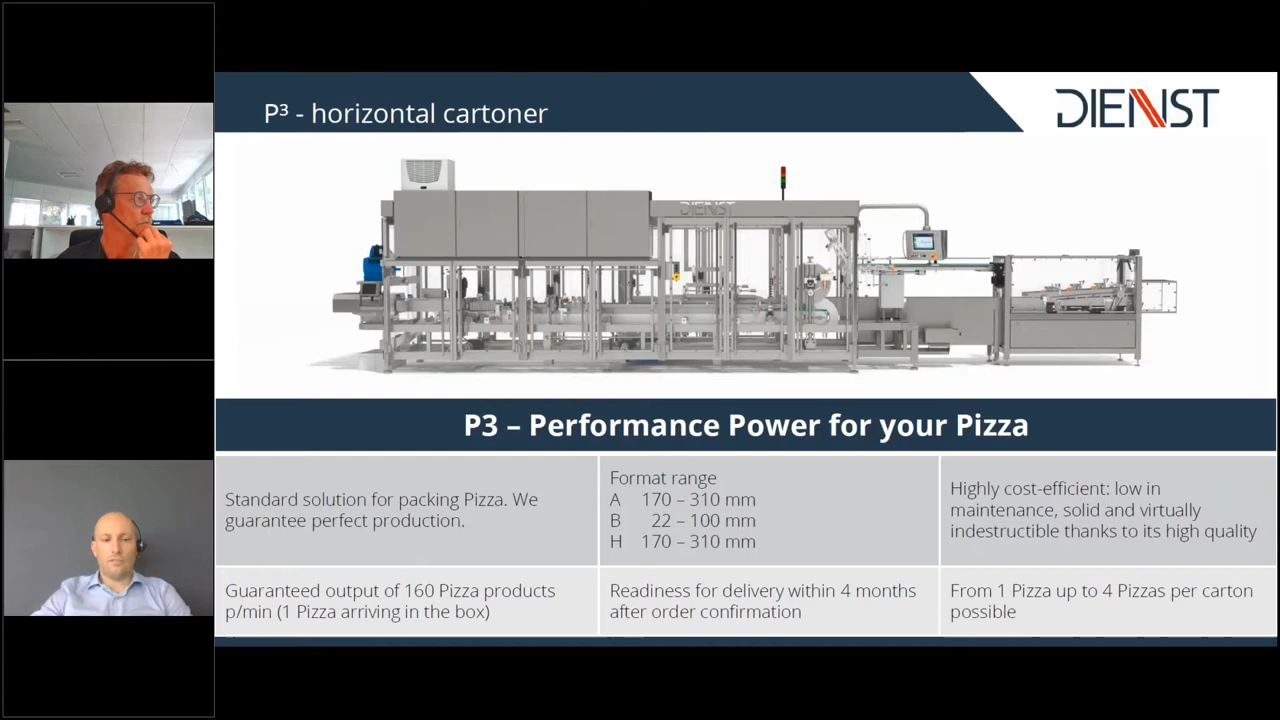 P³ - horizontal cartoner
DIENST
DIENST
P3 – Performance Power for your Pizza
Standard solution for packing Pizza. We
guarantee perfect production.
Format range
A 170 – 310 mm
B 22 – 100 mm
H 170 – 310 mm
Highly cost-efficient: low in
maintenance, solid and virtually
indestructible thanks to its high quality
Guaranteed output of 160 Pizza products
p/min (1 Pizza arriving in the box)
Readiness for delivery within 4 months
after order confirmation
From 1 Pizza up to 4 Pizzas per carton
possible